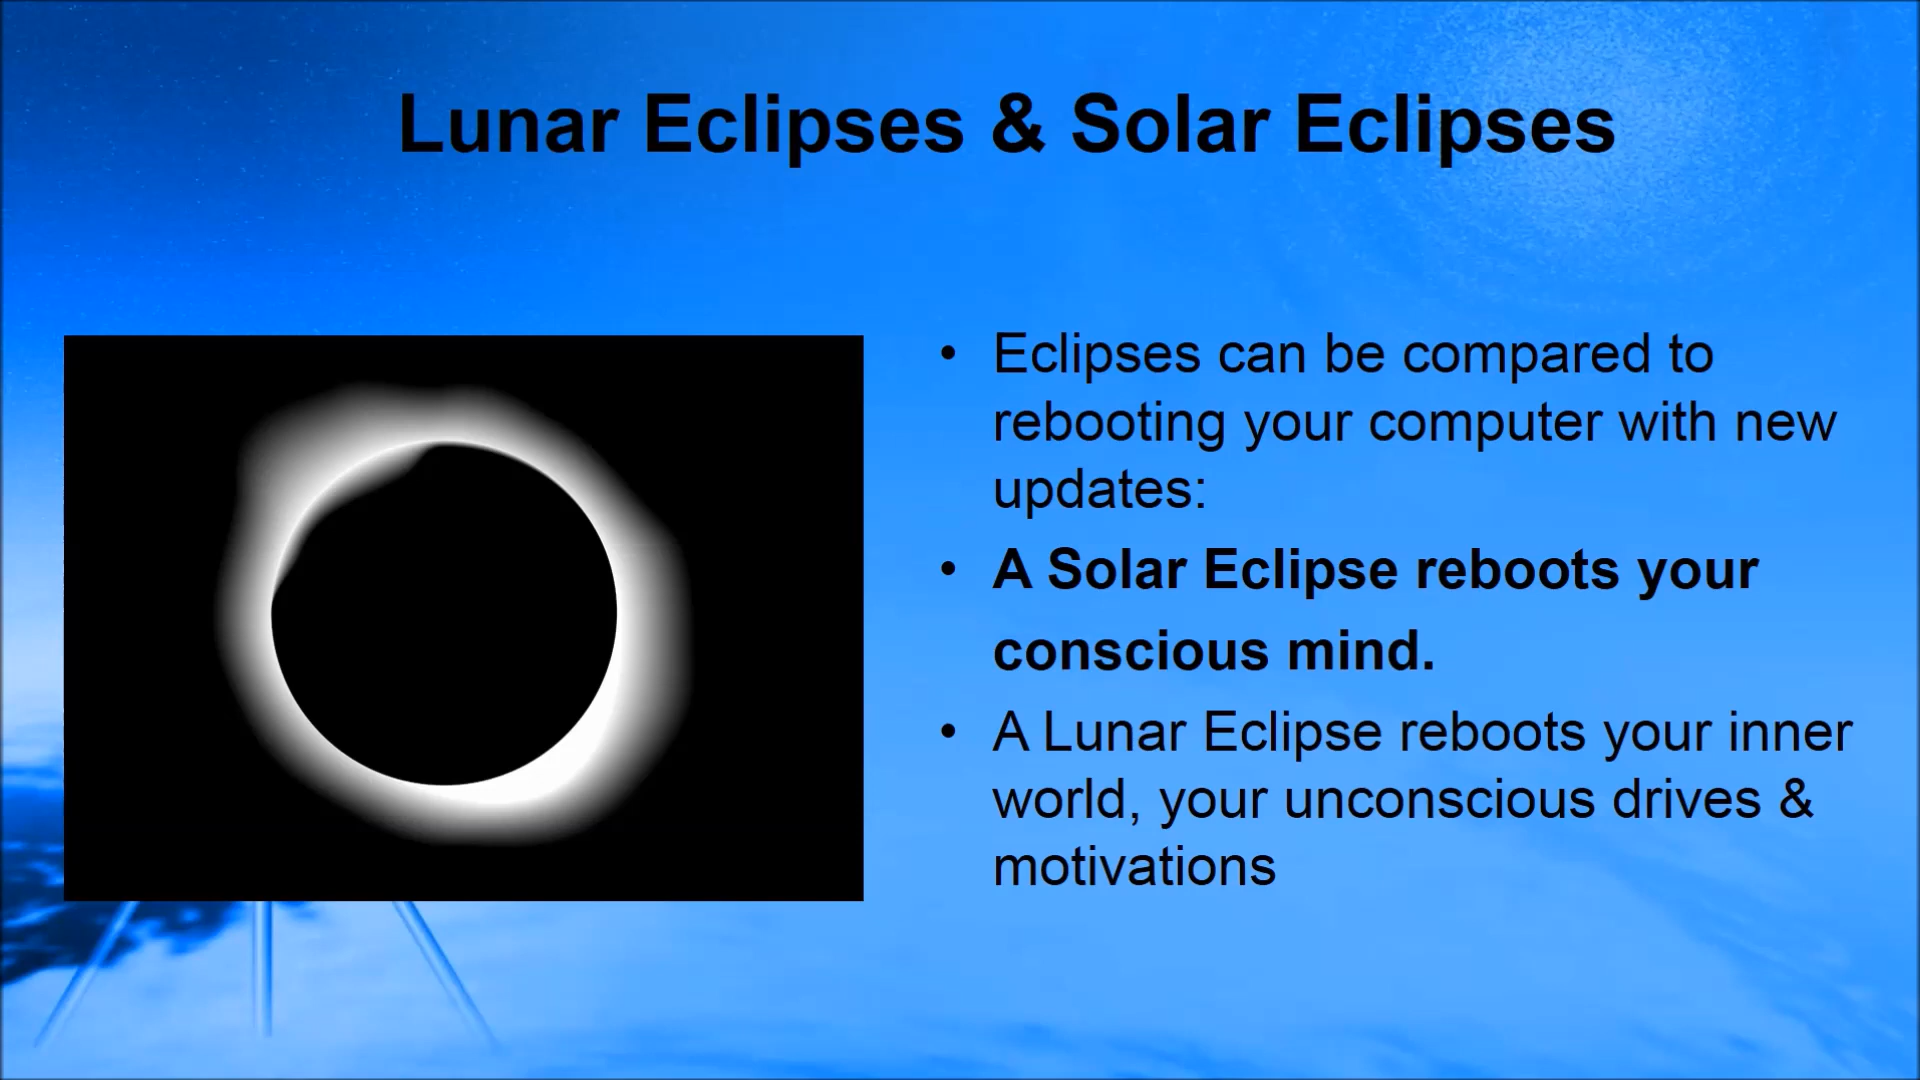 Lunar Eclipses & Solar Eclipses
• Eclipses can be compared to
rebooting your computer with new
updates:
• A Solar Eclipse reboots your
conscious mind.
• A Lunar Eclipse reboots your inner
world, your unconscious drives &
motivations